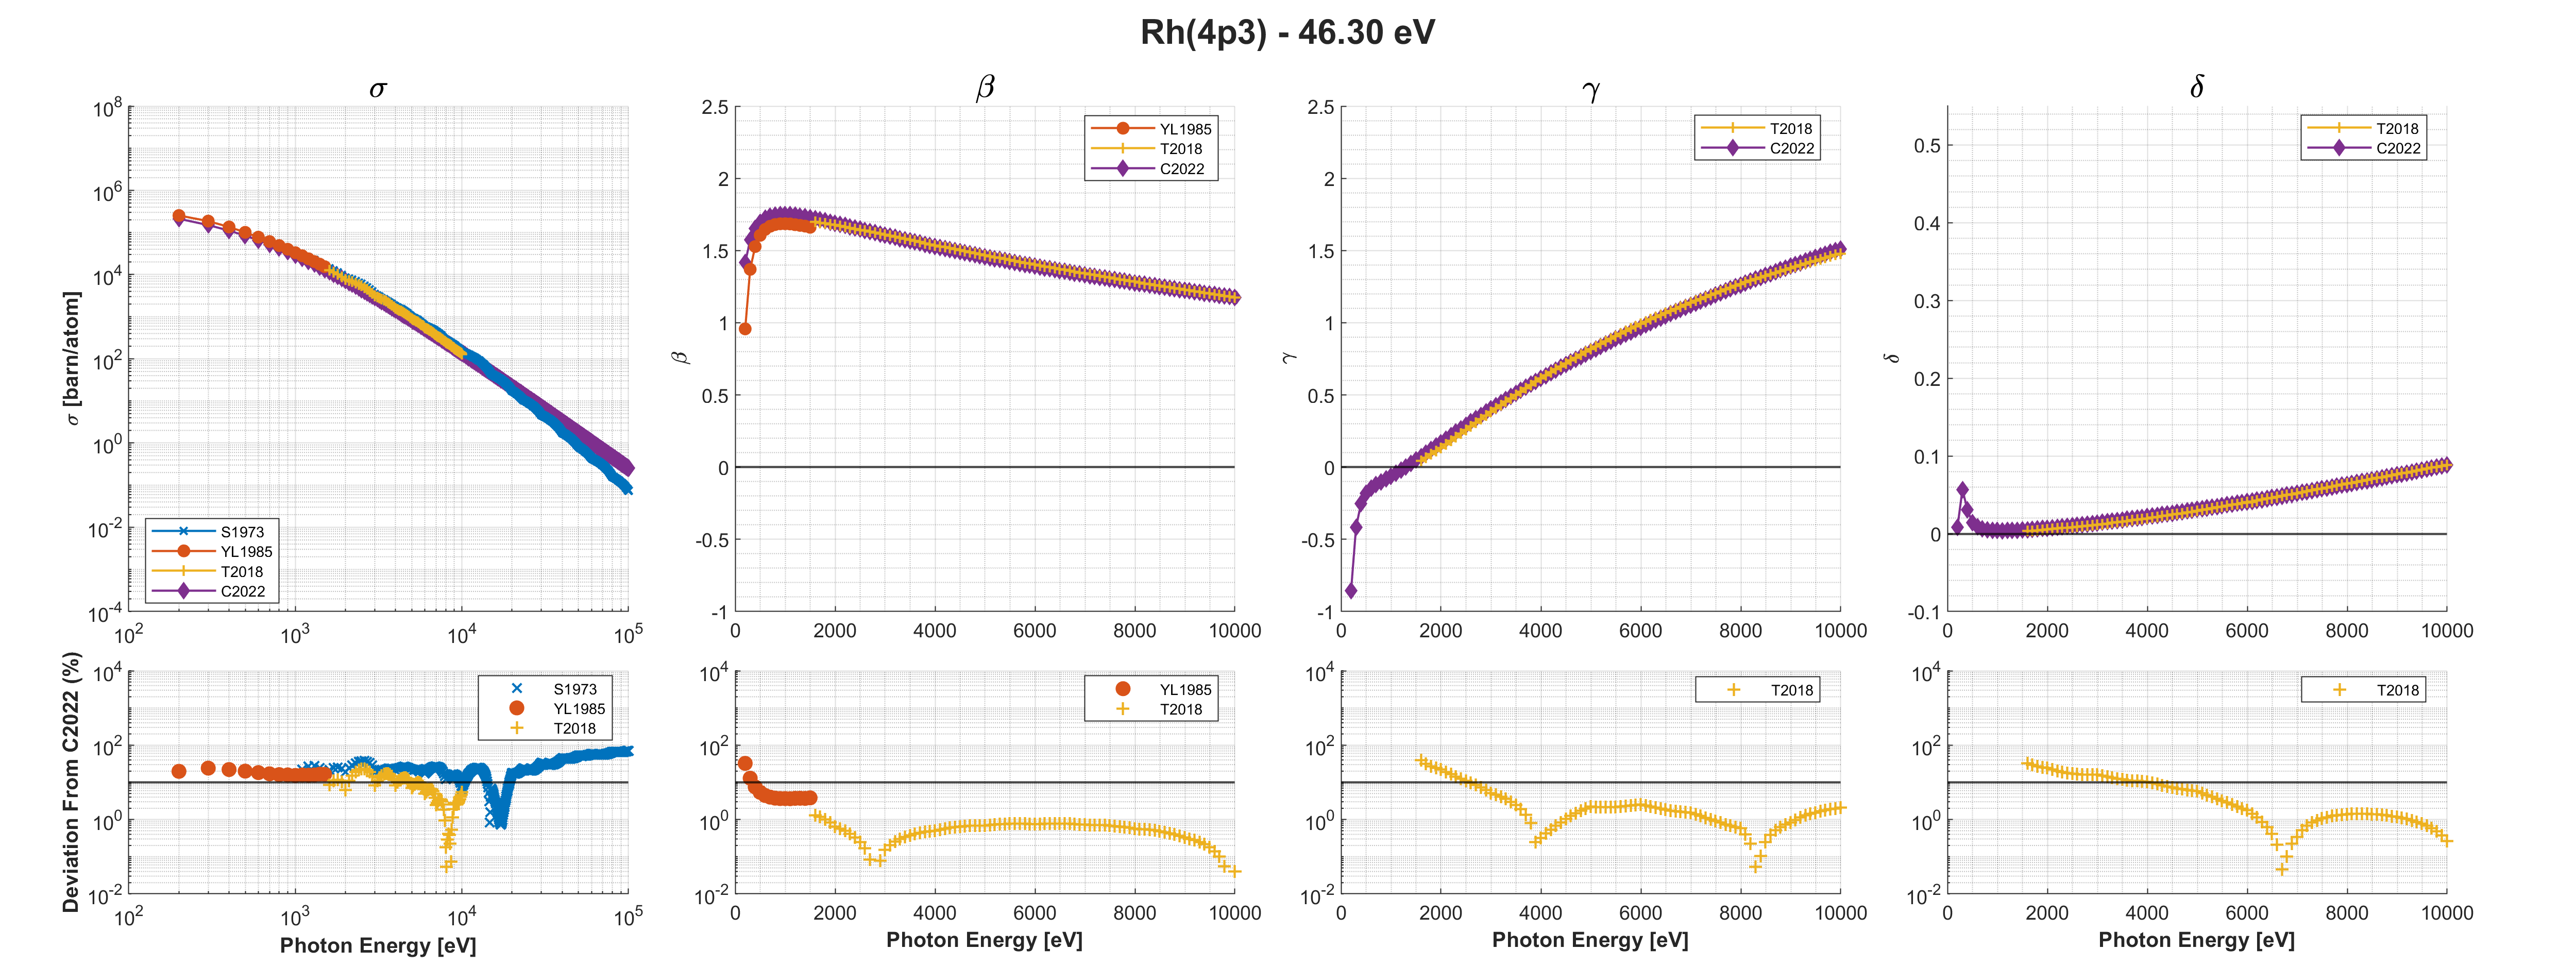 Rh(4p3) - 46.30 eV
σ
σ [barn/atom]
10^8
10^6
10^4
10^2
10^0
10^-2
10^-4
S1973
YL1985
T2018
C2022
10^2 10^3 10^4 10^5
β
β
2.5
2
1.5
1
0.5
0
-0.5
-1
YL1985
T2018
C2022
0 2000 4000 6000 8000 10000
γ
γ
2.5
2
1.5
1
0.5
0
-0.5
-1
T2018
C2022
0 2000 4000 6000 8000 10000
δ
δ
0.5
0.4
0.3
0.2
0.1
0
-0.1
T2018
C2022
0 2000 4000 6000 8000 10000
Deviation From C2022 (%)
10^4
10^2
10^0
10^-2
S1973
YL1985
T2018
10^2 10^3 10^4 10^5
Photon Energy [eV]
10^4
10^2
10^0
10^-2
YL1985
T2018
0 2000 4000 6000 8000 10000
Photon Energy [eV]
10^4
10^2
10^0
10^-2
T2018
0 2000 4000 6000 8000 10000
Photon Energy [eV]
10^4
10^2
10^0
10^-2
T2018
0 2000 4000 6000 8000 10000
Photon Energy [eV]